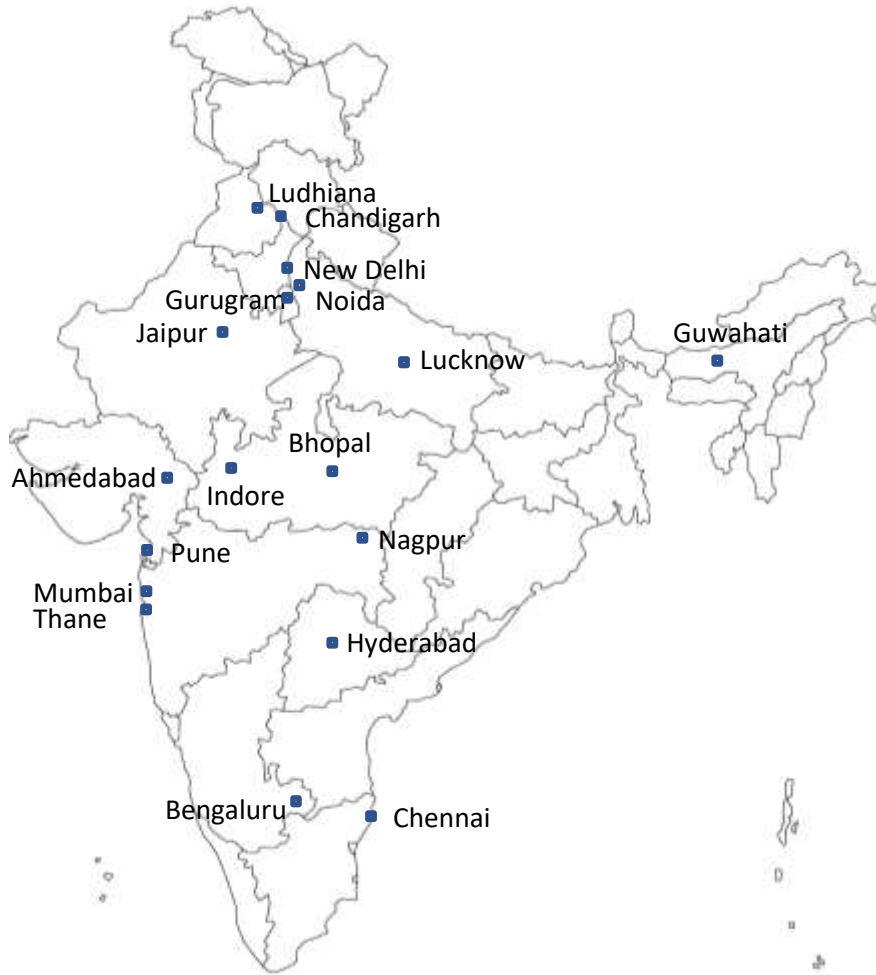 Ludhiana
Chandigarh
New Delhi
Gurugram
Noida
Jaipur
Guwahati
Lucknow
Bhopal
Ahmedabad
Indore
Nagpur
Pune
Mumbai
Thane
Hyderabad
Bengaluru
Chennai